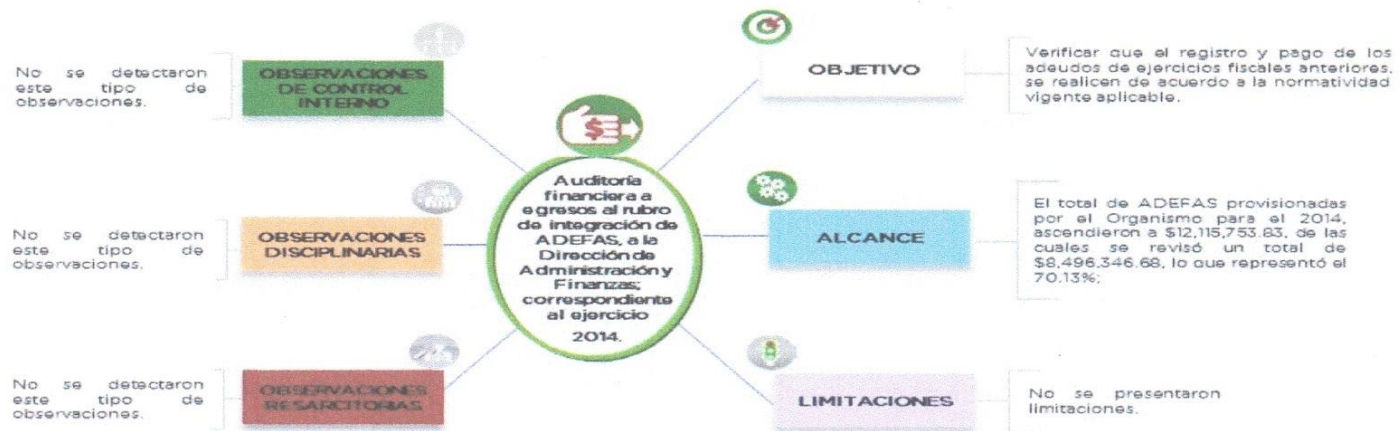 No se detectaron
este tipo de
observaciones.
OBSERVACIONES
DE CONTROL
INTERNO
No se detectaron
este tipo de
observaciones.
OBSERVACIONES
DISCIPLINARIAS
No se detectaron
este tipo de
observaciones.
OBSERVACIONES
RESARCITORIAS
$
Auditoría
financiera a
egresos al rubro
de integración de
ADEFAS, a la
Dirección de
Administración y
Finanzas;
correspondiente
al ejercicio
2014.
OBJETIVO
Verificar que el registro y pago de los
adeudos de ejercicios fiscales anteriores,
se realicen de acuerdo a la normatividad
vigente aplicable.
ALCANCE
El total de ADEFAS provisionadas
por el Organismo para el 2014,
ascendieron a $12,115,753.83, de las
cuales se revisó un total de
$8,496,346.68, lo que representó el
70.13%;
LIMITACIONES
No se presentaron
limitaciones.